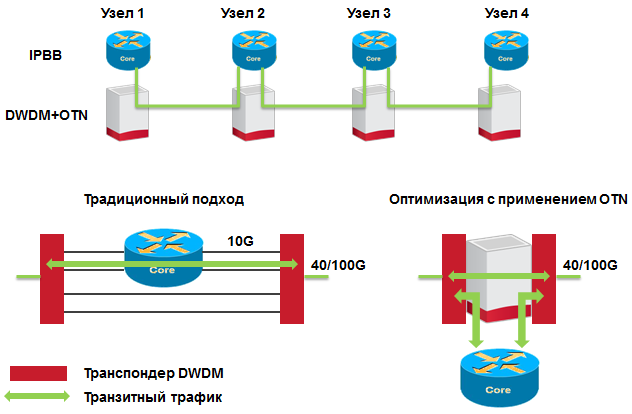 Узел 1 Узел 2 Узел 3 Узел 4
IPBB
Core Core Core Core
DWDM+OTN
Традиционный подход
10G
Core
40/100G
Оптимизация с применением OTN
40/100G
Core
Транспондер DWDM
Транзитный трафик